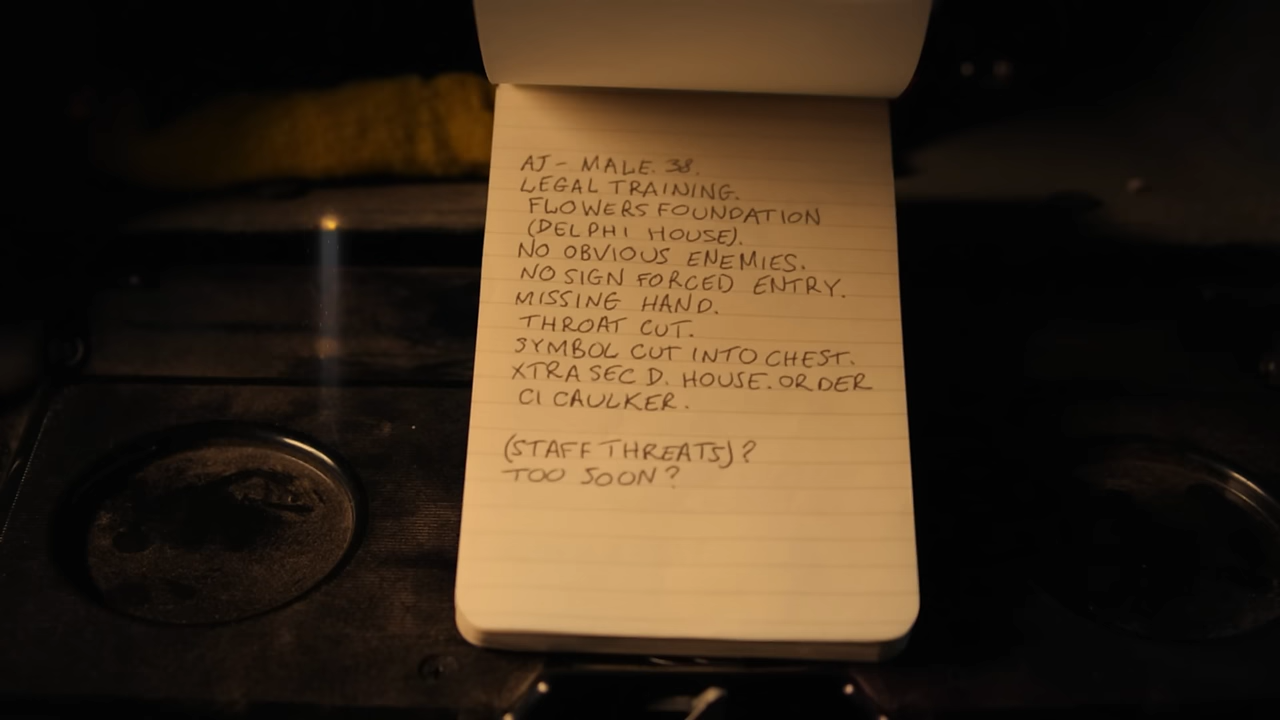 AJ - MALE. 38.
LEGAL TRAINING.
FLOWERS FOUNDATION
(DELPHI HOUSE).
NO OBVIOUS ENEMIES.
NO SIGN FORCED ENTRY.
MISSING HAND.
THROAT CUT.
SYMBOL CUT INTO CHEST.
XTRA SEC D. HOUSE. ORDER
CI CAULKER.
(STAFF THREATS)?
TOO SOON?